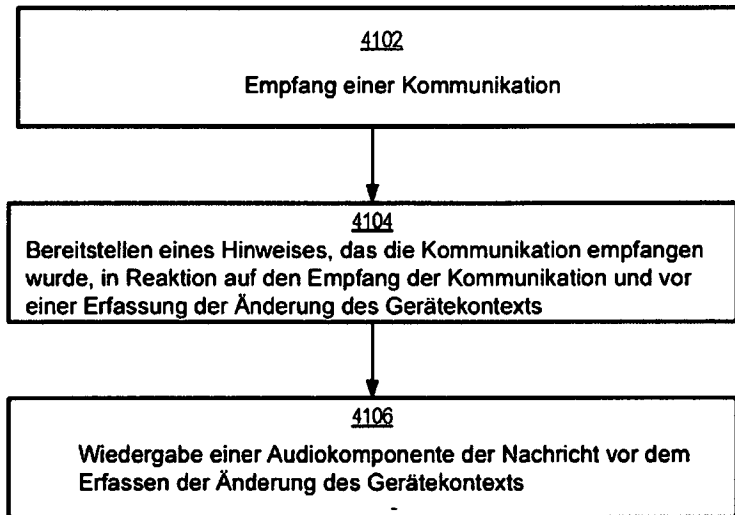 4102
Empfang einer Kommunikation
4104
Bereitstellen eines Hinweises, das die Kommunikation empfangen
wurde, in Reaktion auf den Empfang der Kommunikation und vor
einer Erfassung der Änderung des Gerätekontexts
4106
Wiedergabe einer Audiokomponente der Nachricht vor dem
Erfassen der Änderung des Gerätekontexts